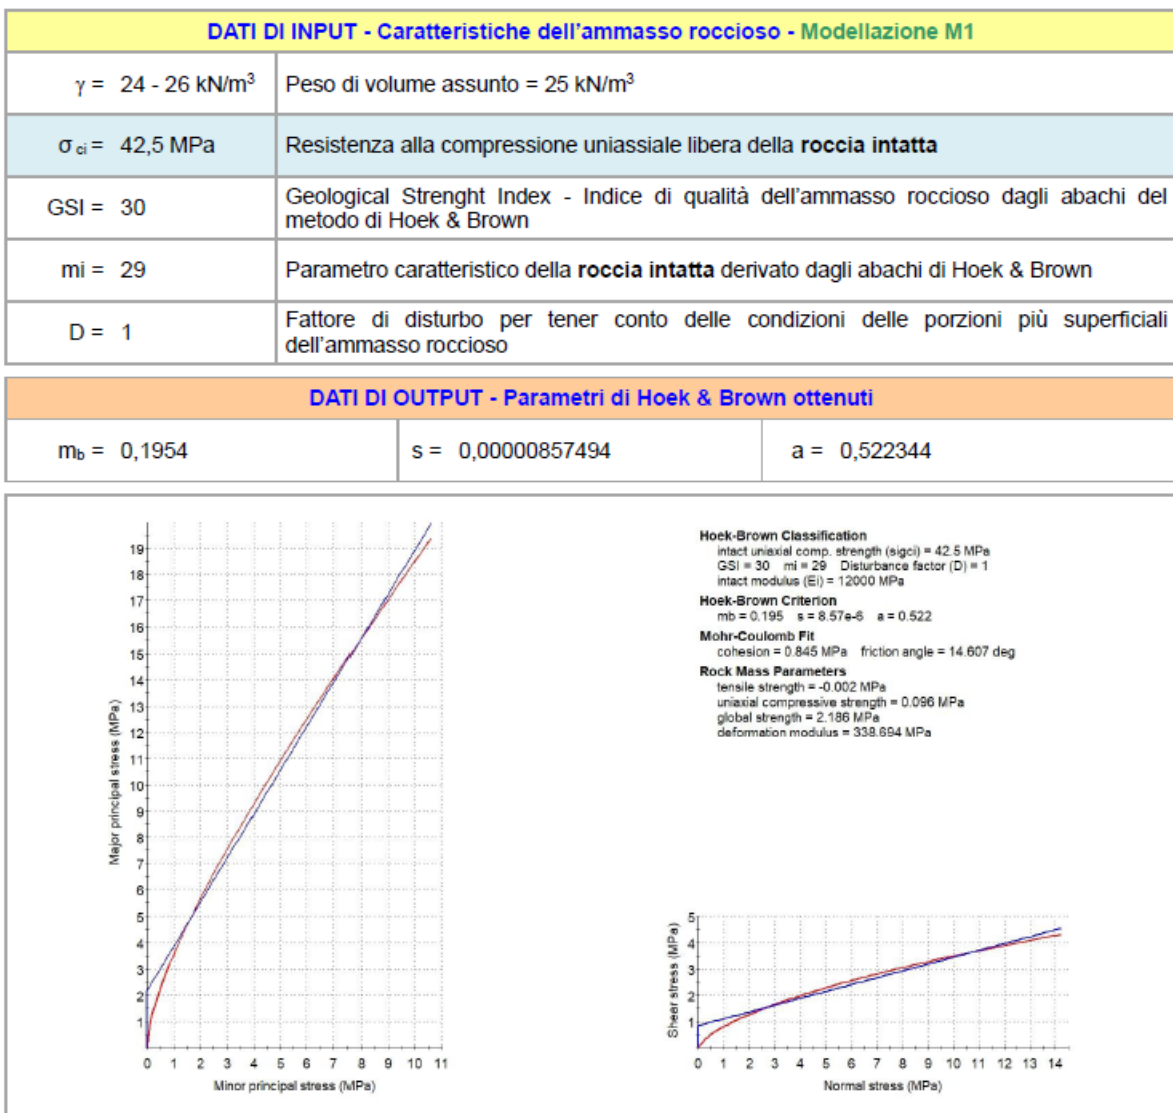 DATI DI INPUT - Caratteristiche dell'ammasso roccioso - Modellazione M1
γ = 24 - 26 kN/m³ Peso di volume assunto = 25 kN/m³
σci = 42,5 MPa Resistenza alla compressione uniassiale libera della roccia intatta
GSI = 30 Geological Strenght Index - Indice di qualità dell'ammasso roccioso dagli abachi del
metodo di Hoek & Brown
mi = 29 Parametro caratteristico della roccia intatta derivato dagli abachi di Hoek & Brown
D = 1 Fattore di disturbo per tener conto delle condizioni delle porzioni più superficiali
dell'ammasso roccioso
DATI DI OUTPUT - Parametri di Hoek & Brown ottenuti
mb = 0,1954 s = 0,00000857494 a = 0,522344
Major principal stress (MPa)
19
18
17
16
15
14
13
12
11
10
9
8
7
6
5
4
3
2
1
0 1 2 3 4 5 6 7 8 9 10 11
Minor principal stress (MPa)
Hoek-Brown Classification
intact uniaxial comp. strength (sigci) = 42.5 MPa
GSI = 30 mi = 29 Disturbance factor (D) = 1
intact modulus (Ei) = 12000 MPa
Hoek-Brown Criterion
mb = 0.195 s = 8.57e-6 a = 0.522
Mohr-Coulomb Fit
cohesion = 0.845 MPa friction angle = 14.607 deg
Rock Mass Parameters
tensile strength = -0.002 MPa
uniaxial compressive strength = 0.096 MPa
global strength = 2.186 MPa
deformation modulus = 338.694 MPa
Shear stress (MPa)
5
4
3
2
1
0 1 2 3 4 5 6 7 8 9 10 11 12 13 14
Normal stress (MPa)